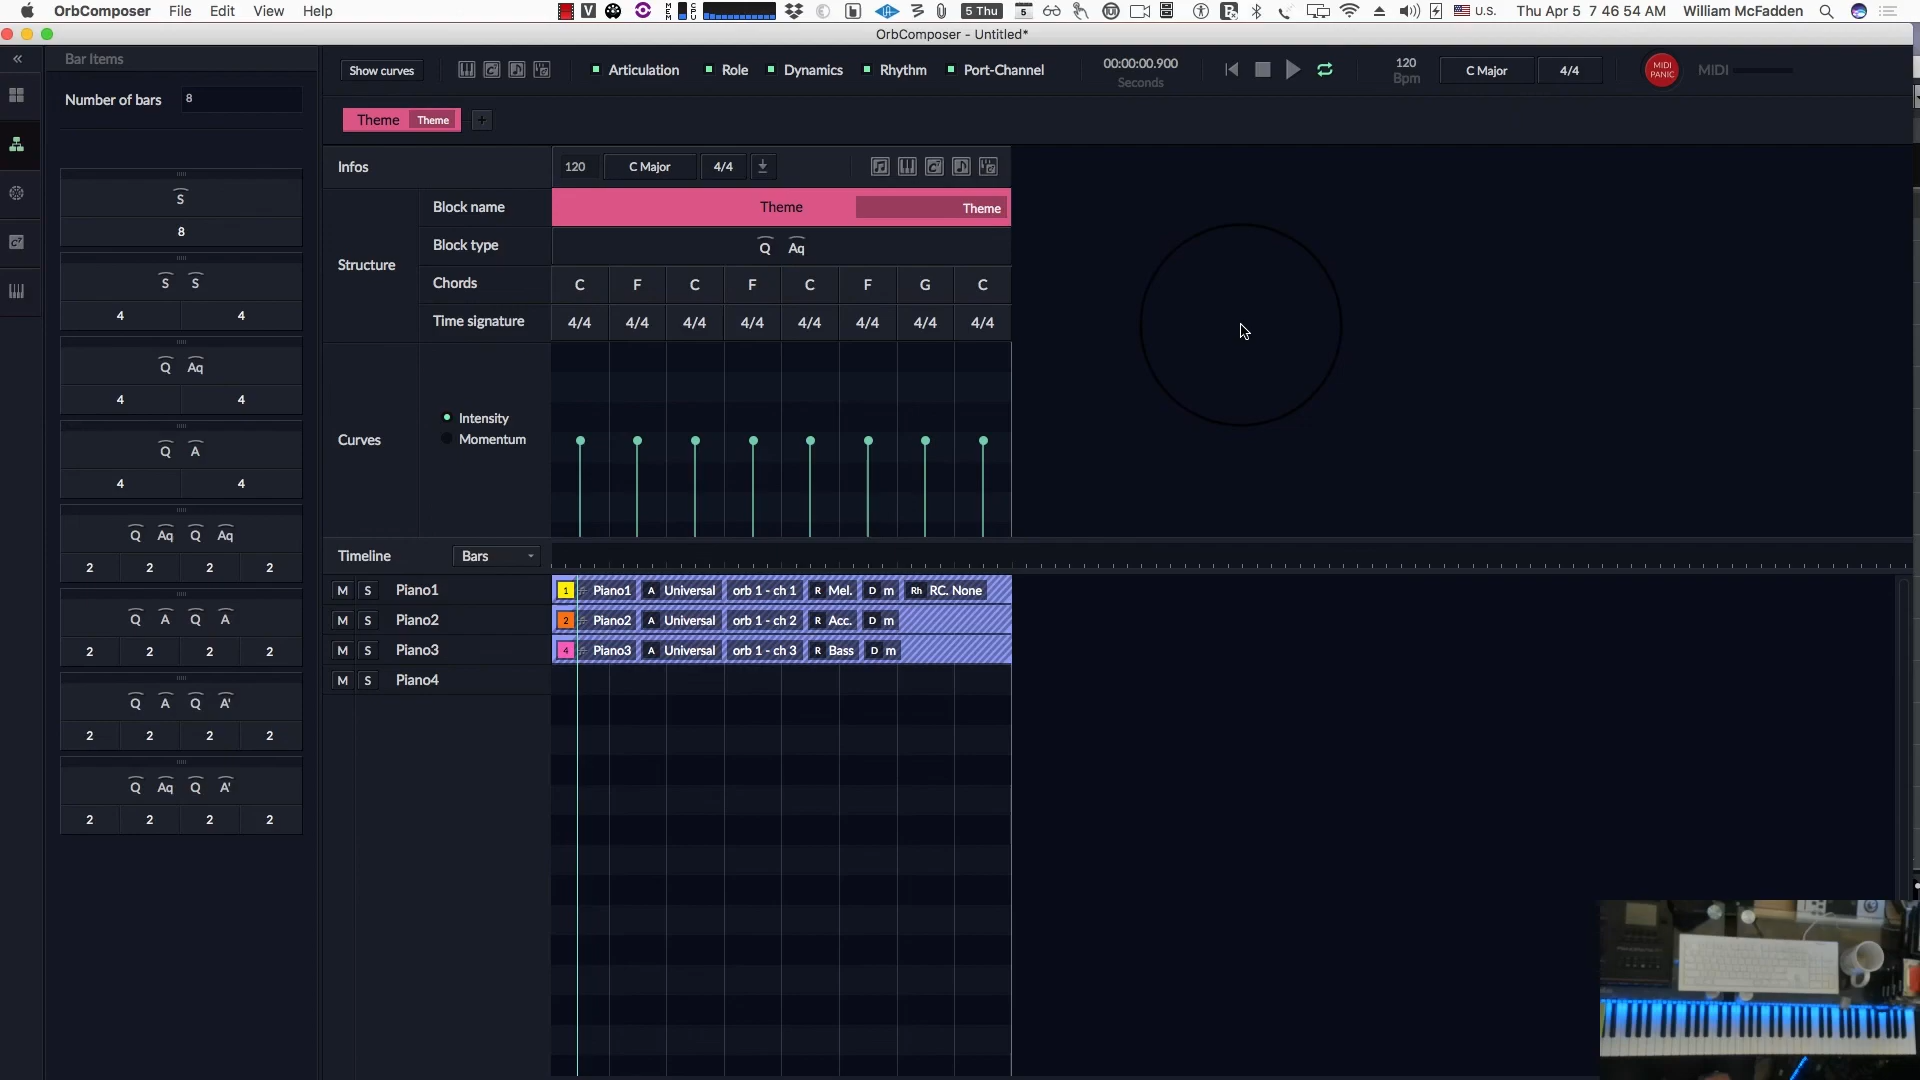 OrbComposer File Edit View Help
5 Thu
U.S. Thu Apr 5 7 46 54 AM William McFadden
OrbComposer - Untitled*
Bar Items
Number of bars 8
S
8
S S
4 4
Q Aq
4 4
Q A
4 4
Q Aq Q Aq
2 2 2 2
Q A Q A
2 2 2 2
Q A Q A'
2 2 2 2
Q Aq Q A'
2 2 2 2
Show curves Articulation Role Dynamics Rhythm Port-Channel
00:00:00.900
Seconds
120
Bpm
C Major 4/4
MIDI
PANIC
MIDI
Theme Theme +
Infos 120 C Major 4/4
Structure
Block name Theme Theme
Block type Q Aq
Chords C F C F C F G C
Time signature 4/4 4/4 4/4 4/4 4/4 4/4 4/4 4/4
Curves
Intensity
Momentum
Timeline Bars
M S Piano1 1 Piano1 A Universal orb 1 - ch 1 R Mel. D m Rh RC. None
M S Piano2 2 Piano2 A Universal orb 1 - ch 2 R Acc. D m
M S Piano3 4 Piano3 A Universal orb 1 - ch 3 R Bass D m
M S Piano4